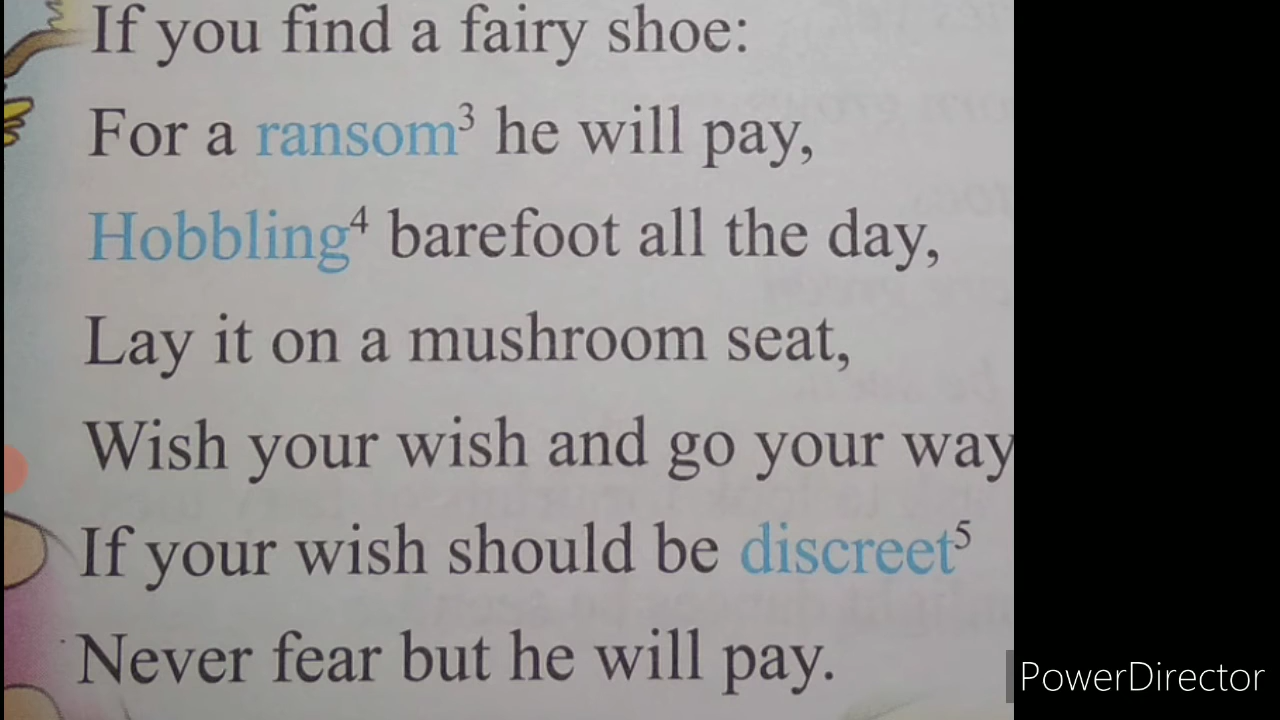 If you find a fairy shoe:
For a ransom³ he will pay,
Hobbling⁴ barefoot all the day,
Lay it on a mushroom seat,
Wish your wish and go your way
If your wish should be discreet⁵
Never fear but he will pay.
PowerDirector